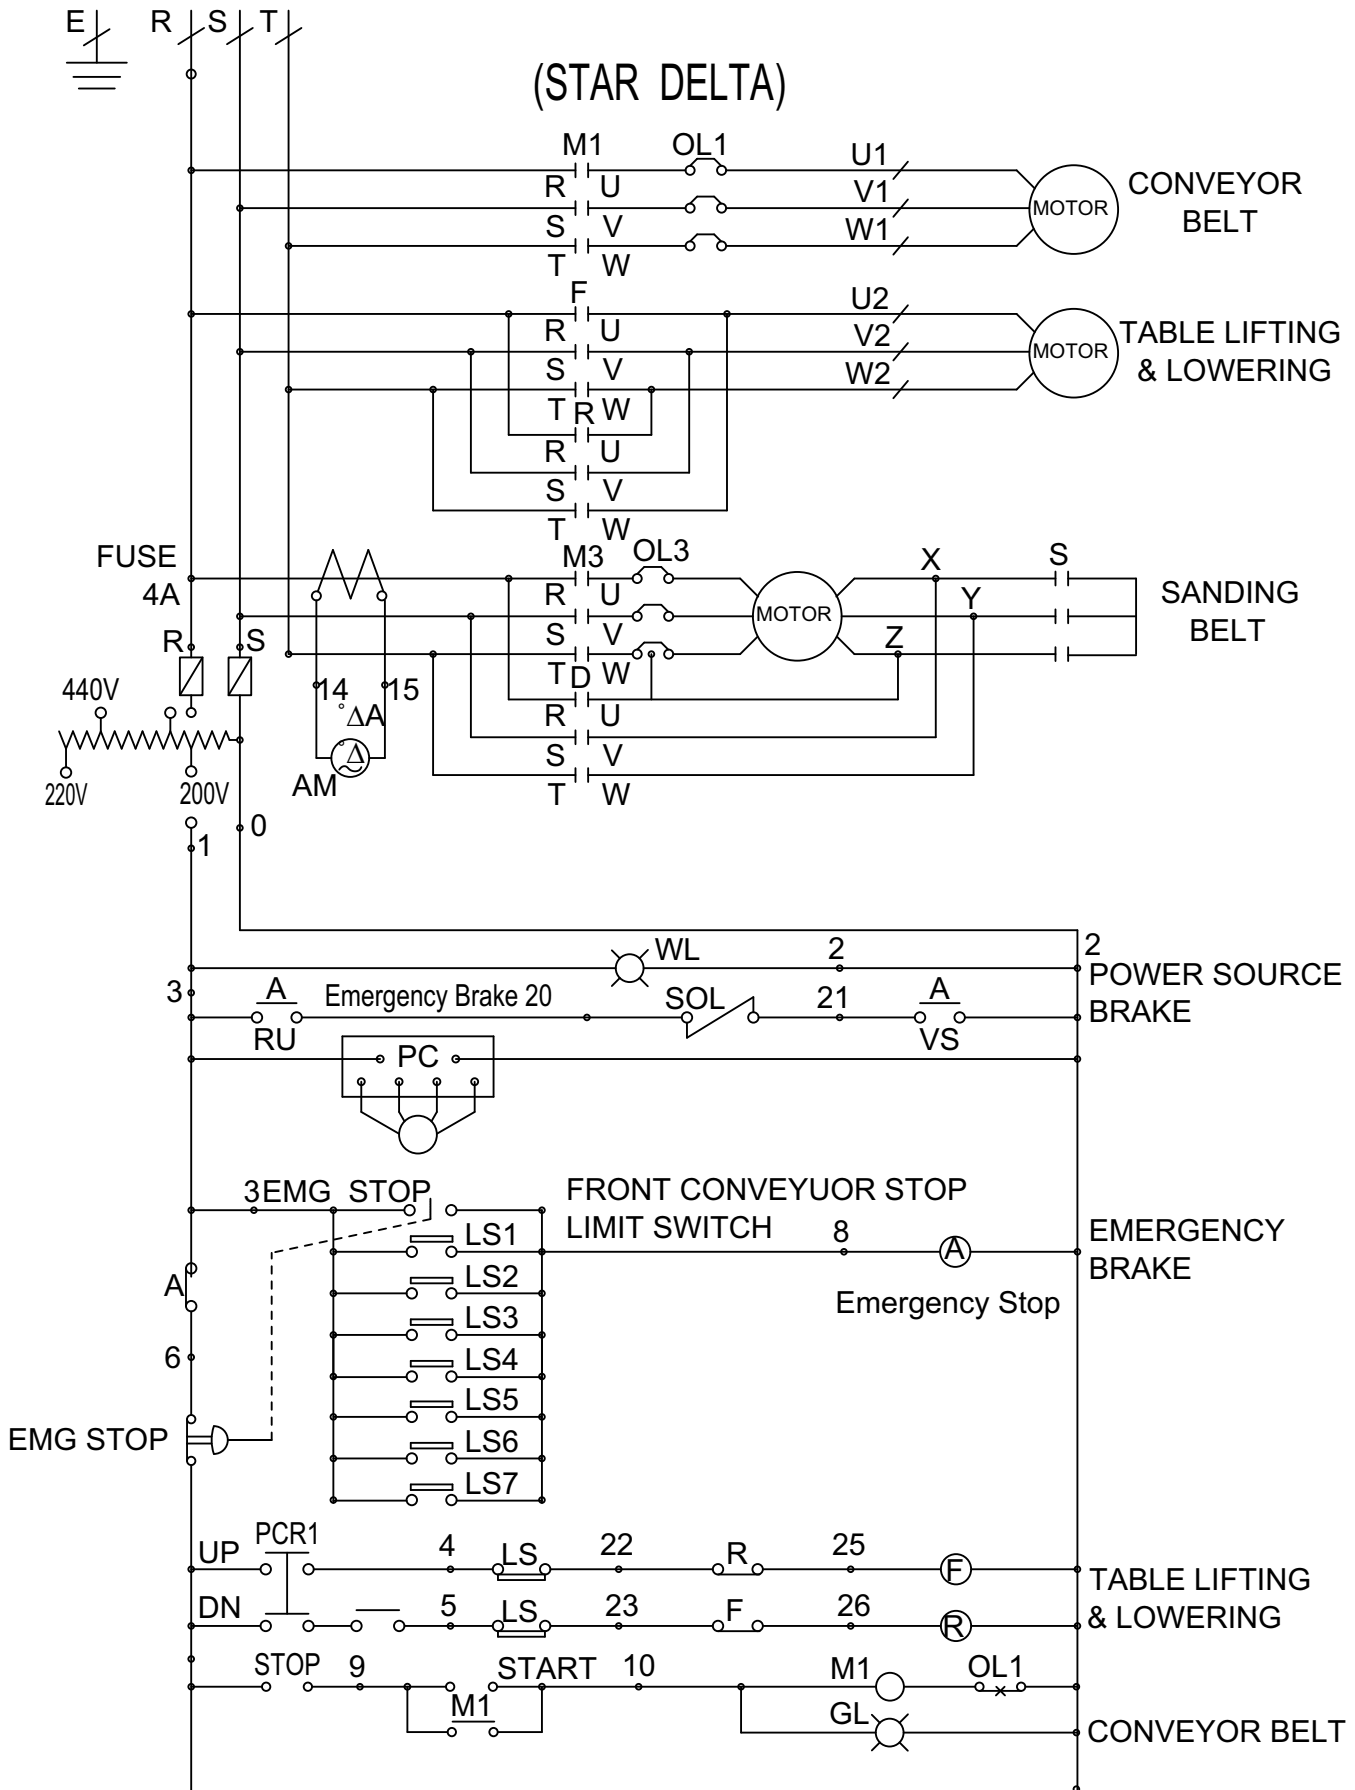 E R S T
(STAR DELTA)
M1 OL1 U1
R U V1
S V W1
T W
MOTOR
CONVEYOR
BELT
F U2
R U V2
S V W2
T R W
R U
S V
T W
MOTOR
TABLE LIFTING
& LOWERING
FUSE
4A
M3 OL3 X S
R U Y
S V Z
T D W
R U
S V
T W
MOTOR
SANDING
BELT
R S
440V
220V
200V
14 15
°ΔA
°Δ
AM
1 0
WL 2 2
POWER SOURCE
3 A Emergency Brake 20 SOL 21 A
BRAKE
RU VS
PC
3EMG STOP FRONT CONVEYUOR STOP
LIMIT SWITCH 8
LS1 A
EMERGENCY
BRAKE
LS2
Emergency Stop
A
LS3
6 LS4
LS5
EMG STOP LS6
LS7
UP PCR1 4 LS 22 R 25 F
DN 5 LS 23 F 26 R
TABLE LIFTING
& LOWERING
STOP 9 START 10 M1 OL1
M1 GL
CONVEYOR BELT